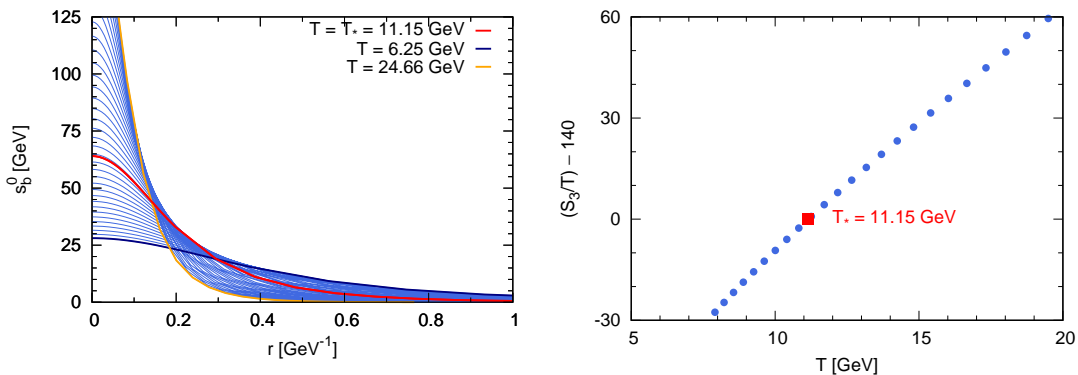 125
100
75
50
25
0
s_b^0 [GeV]
T = T_* = 11.15 GeV
T = 6.25 GeV
T = 24.66 GeV
0 0.2 0.4 0.6 0.8 1
r [GeV^-1]
60
30
0
-30
(S_3/T) − 140
T_* = 11.15 GeV
5 10 15 20
T [GeV]